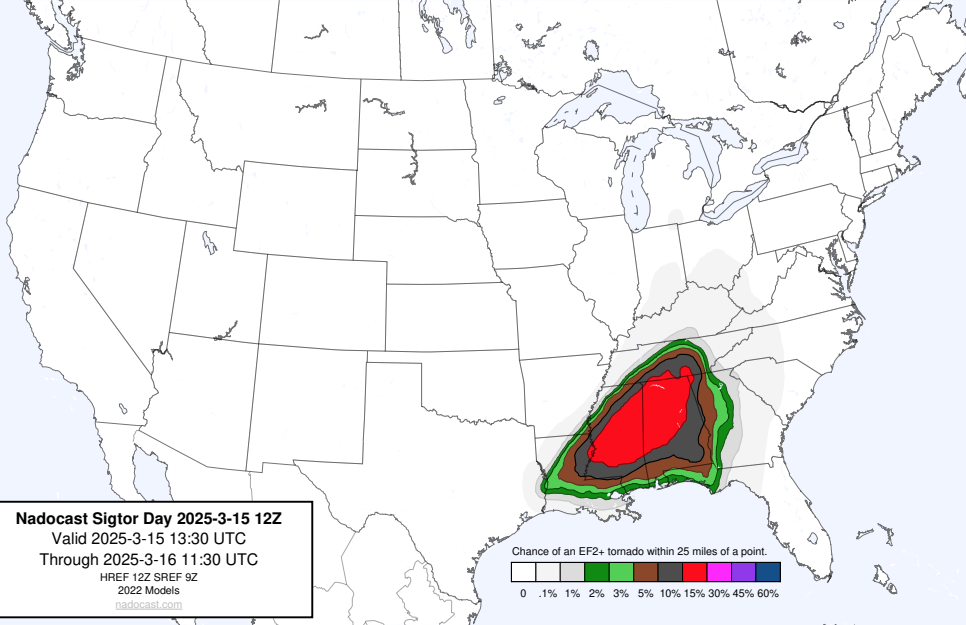 Nadocast Sigtor Day 2025-3-15 12Z
Valid 2025-3-15 13:30 UTC
Through 2025-3-16 11:30 UTC
HREF 12Z SREF 9Z
2022 Models
nadocast.com
Chance of an EF2+ tornado within 25 miles of a point.
0 .1% 1% 2% 3% 5% 10% 15% 30% 45% 60%